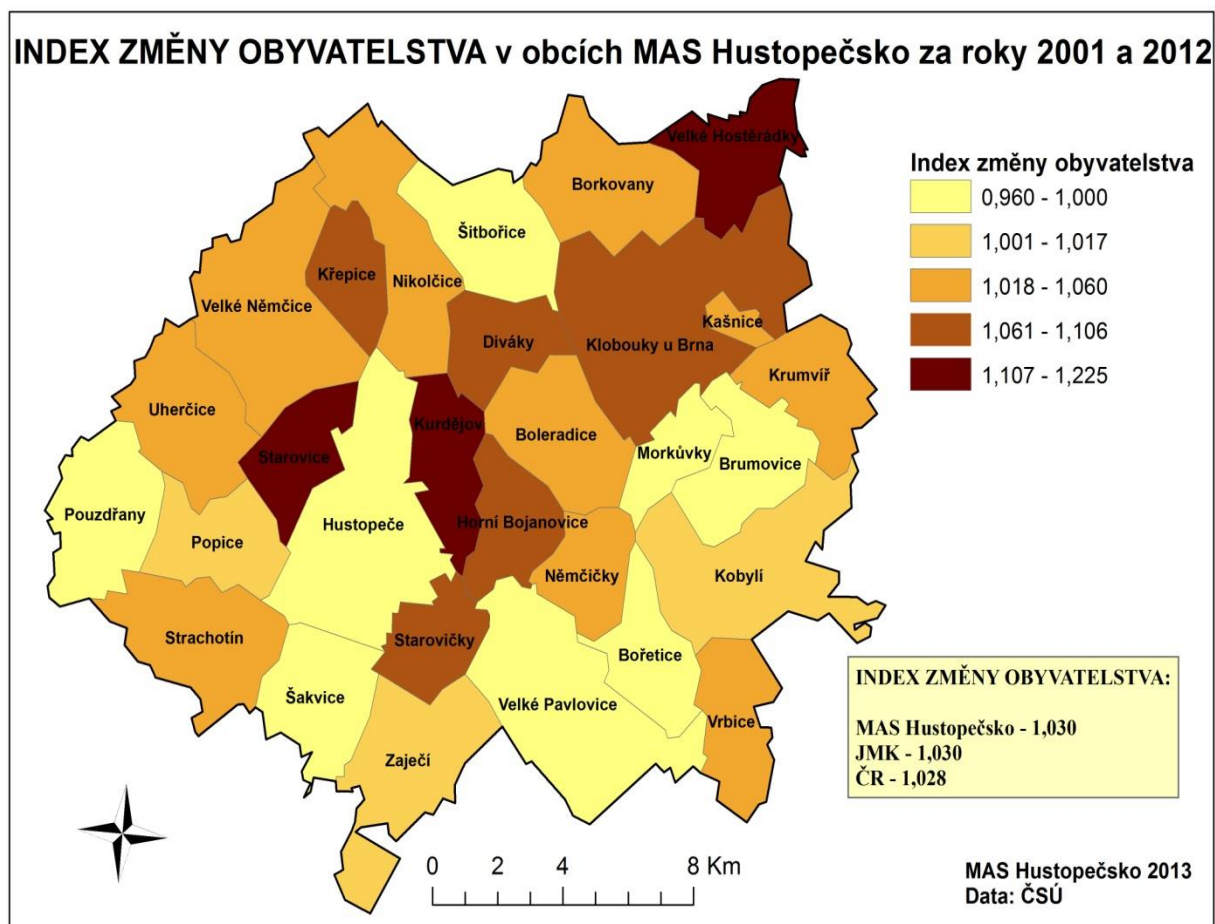 INDEX ZMĚNY OBYVATELSTVA v obcích MAS Hustopečsko za roky 2001 a 2012
Velké Hostěrádky
Borkovany
Šitbořice
Křepice
Nikolčice
Velké Němčice
Kašnice
Diváky
Klobouky u Brna
Krumvíř
Uherčice
Kurdějov
Boleradice
Starovice
Morkůvky
Brumovice
Pouzdřany
Hustopeče
Horní Bojanovice
Popice
Němčičky
Kobylí
Strachotín
Starovičky
Bořetice
Šakvice
Velké Pavlovice
Vrbice
Zaječí
Index změny obyvatelstva
0,960 - 1,000
1,001 - 1,017
1,018 - 1,060
1,061 - 1,106
1,107 - 1,225
INDEX ZMĚNY OBYVATELSTVA:
MAS Hustopečsko - 1,030
JMK - 1,030
ČR - 1,028
0 2 4 8 Km
MAS Hustopečsko 2013
Data: ČSÚ